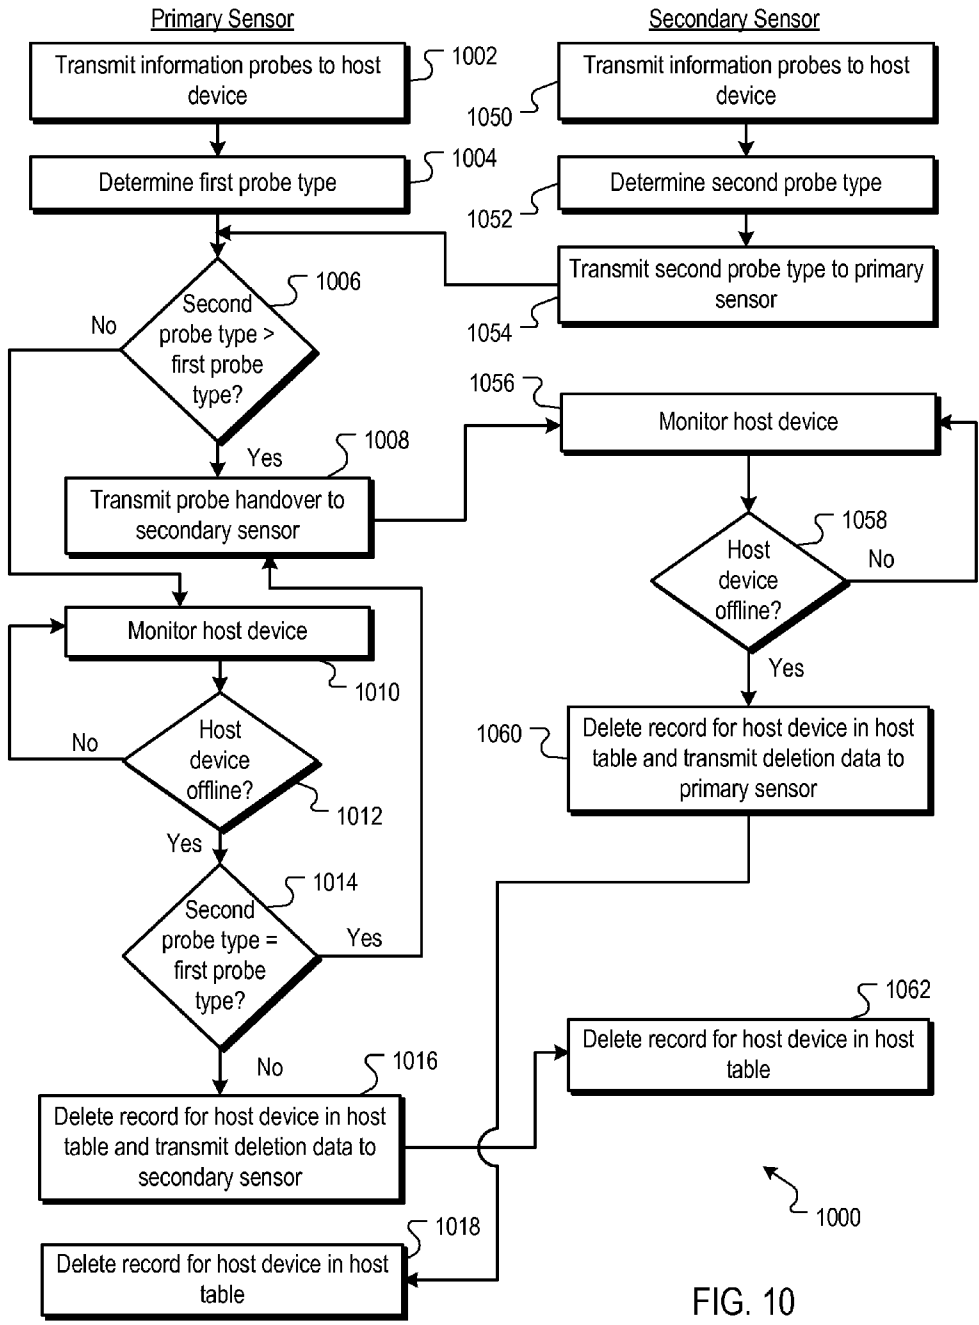 Primary Sensor
Transmit information probes to host
device
1002
Determine first probe type
1004
Second
probe type >
first probe
type?
1006
No
Yes
Transmit probe handover to
secondary sensor
1008
Monitor host device
1010
Host
device
offline?
1012
No
Yes
Second
probe type =
first probe
type?
1014
Yes
No
Delete record for host device in host
table and transmit deletion data to
secondary sensor
1016
Delete record for host device in host
table
1018
Secondary Sensor
Transmit information probes to host
device
1050
Determine second probe type
1052
Transmit second probe type to primary
sensor
1054
1056
Monitor host device
Host
device
offline?
1058
No
Yes
Delete record for host device in host
table and transmit deletion data to
primary sensor
1060
1062
Delete record for host device in host
table
1000
FIG. 10